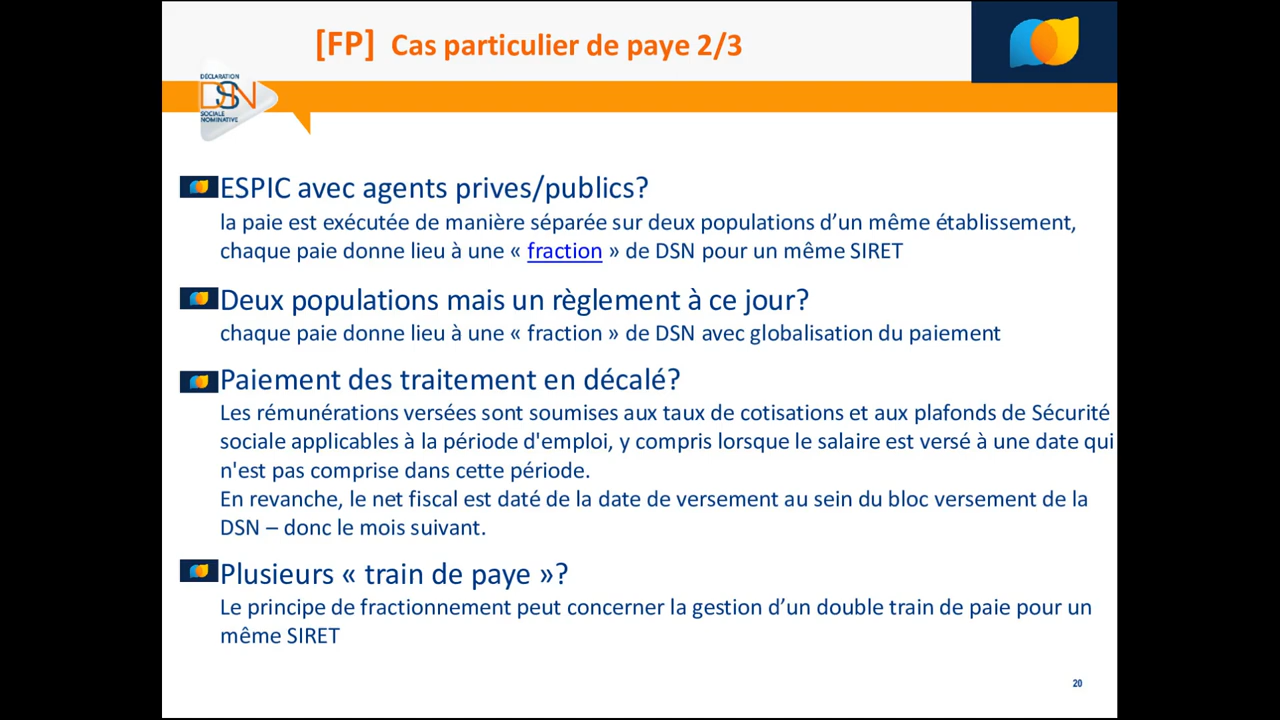 [FP] Cas particulier de paye 2/3
DÉCLARATION
DSN
SOCIALE
NOMINATIVE
ESPIC avec agents prives/publics?
la paie est exécutée de manière séparée sur deux populations d’un même établissement,
chaque paie donne lieu à une « fraction » de DSN pour un même SIRET
Deux populations mais un règlement à ce jour?
chaque paie donne lieu à une « fraction » de DSN avec globalisation du paiement
Paiement des traitement en décalé?
Les rémunérations versées sont soumises aux taux de cotisations et aux plafonds de Sécurité
sociale applicables à la période d'emploi, y compris lorsque le salaire est versé à une date qui
n'est pas comprise dans cette période.
En revanche, le net fiscal est daté de la date de versement au sein du bloc versement de la
DSN – donc le mois suivant.
Plusieurs « train de paye »?
Le principe de fractionnement peut concerner la gestion d’un double train de paie pour un
même SIRET
20